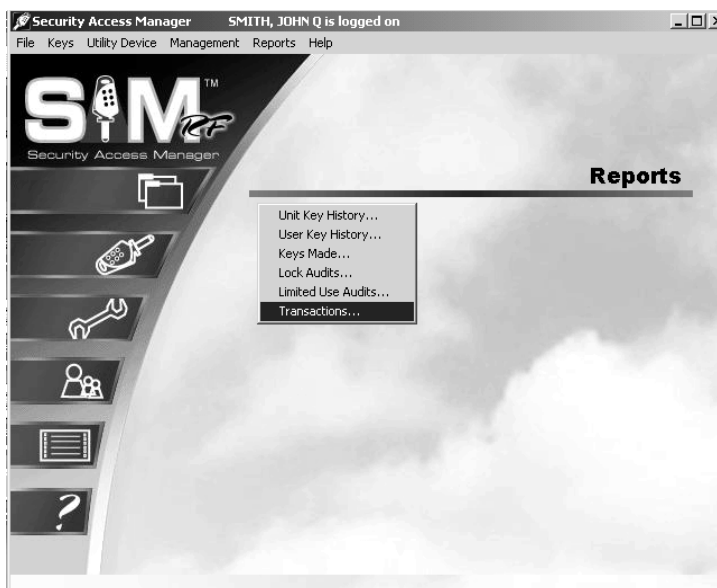 Security Access Manager SMITH, JOHN Q is logged on
File Keys Utility Device Management Reports Help
SAM TM
RF
Security Access Manager
Reports
Unit Key History...
User Key History...
Keys Made...
Lock Audits...
Limited Use Audits...
Transactions...
?